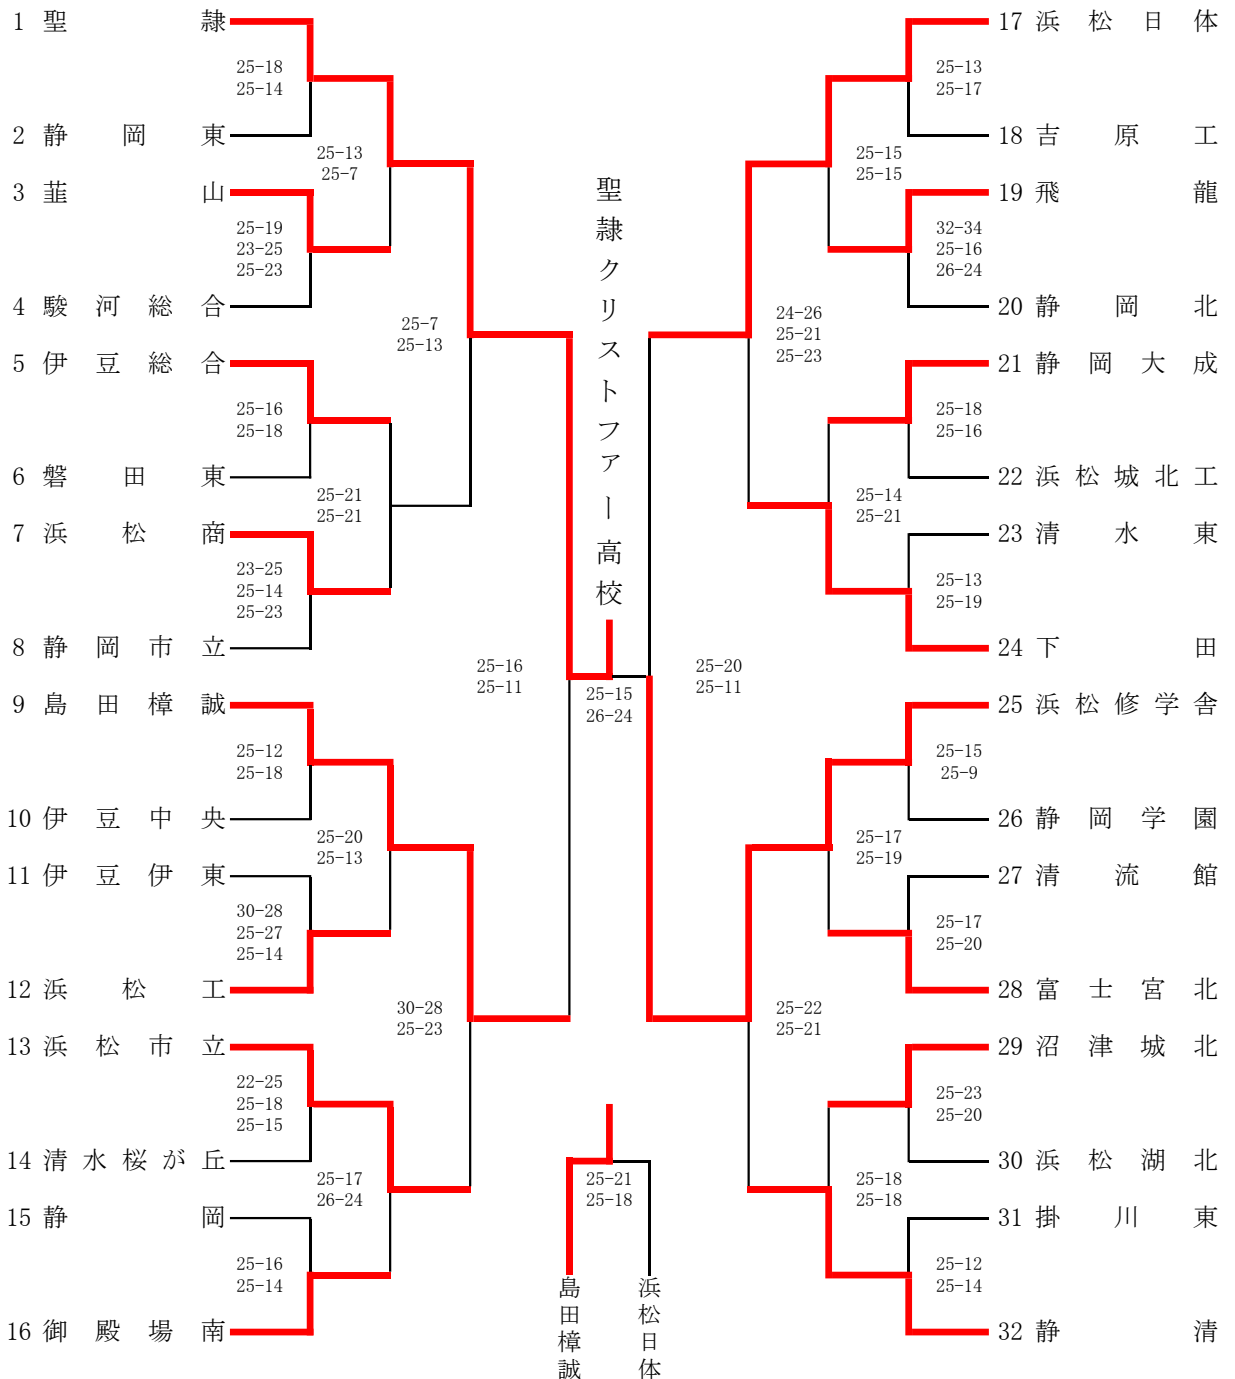 1 聖隷
25-18
25-14
2 静岡東
25-13
25-7
3 韮山
25-19
23-25
25-23
4 駿河総合
25-7
25-13
5 伊豆総合
25-16
25-18
6 磐田東
25-21
25-21
7 浜松商
23-25
25-14
25-23
8 静岡市立
25-16
25-11
9 島田樟誠
25-12
25-18
10 伊豆中央
25-20
25-13
11 伊豆伊東
30-28
25-27
25-14
12 浜松工
30-28
25-23
13 浜松市立
22-25
25-18
25-15
14 清水桜が丘
25-17
26-24
15 静岡
25-16
25-14
16 御殿場南
聖隷クリストファー高校
25-15
26-24
25-21
25-18
島田樟誠
浜松日体
17 浜松日体
25-13
25-17
18 吉原工
25-15
25-15
19 飛龍
32-34
25-16
26-24
20 静岡北
24-26
25-21
25-23
21 静岡大成
25-18
25-16
22 浜松城北工
25-14
25-21
23 清水東
25-13
25-19
24 下田
25-20
25-11
25 浜松修学舎
25-15
25-9
26 静岡学園
25-17
25-19
27 清流館
25-17
25-20
28 富士宮北
25-22
25-21
29 沼津城北
25-23
25-20
30 浜松湖北
25-18
25-18
31 掛川東
25-12
25-14
32 静清